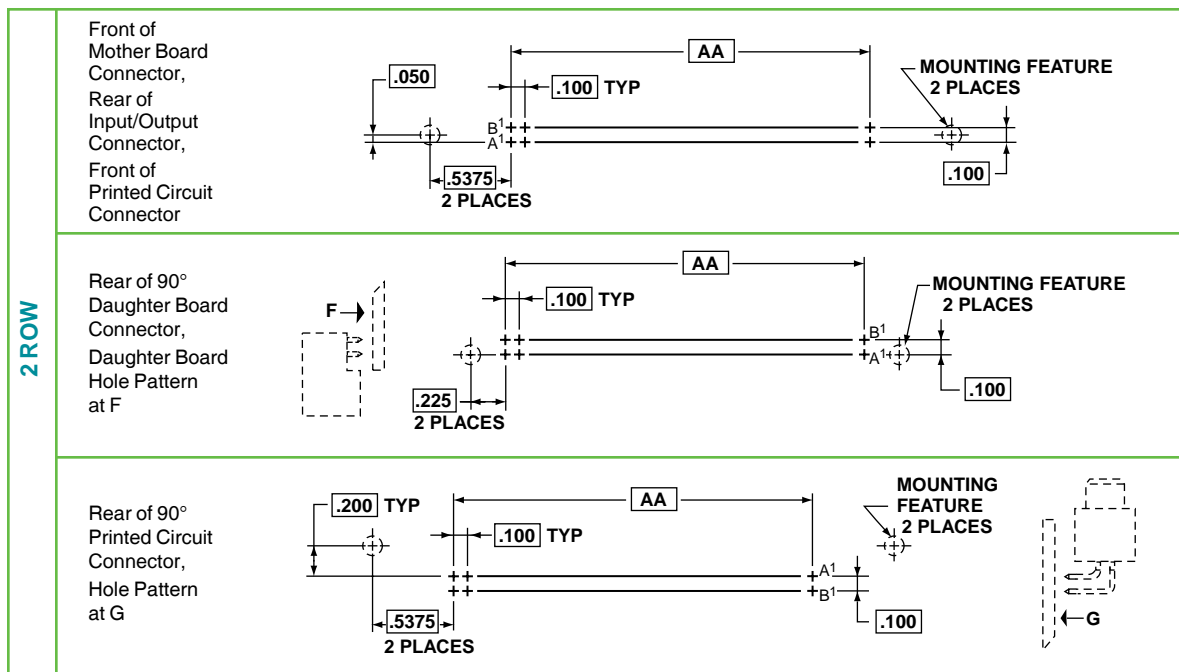 2 ROW
Front of
Mother Board
Connector,
Rear of
Input/Output
Connector,
Front of
Printed Circuit
Connector
.050
.100 TYP
AA
MOUNTING FEATURE
2 PLACES
B1
A1
.5375
2 PLACES
.100
Rear of 90°
Daughter Board
Connector,
Daughter Board
Hole Pattern
at F
F
.100 TYP
AA
MOUNTING FEATURE
2 PLACES
B1
A1
.225
2 PLACES
.100
Rear of 90°
Printed Circuit
Connector,
Hole Pattern
at G
.200 TYP
.100 TYP
AA
MOUNTING
FEATURE
2 PLACES
A1
B1
.5375
2 PLACES
.100
G